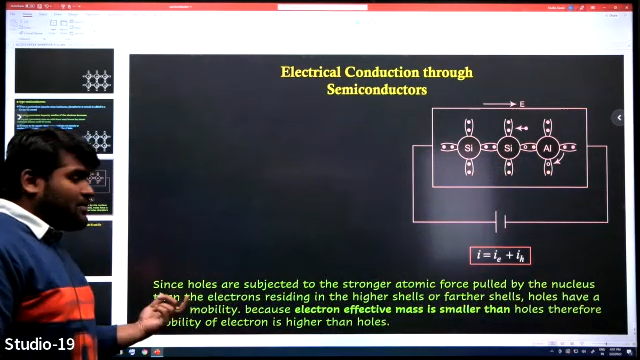 Electrical Conduction through
Semiconductors
E
Si Si Al
i = ie + ih
Since holes are subjected to the stronger atomic force pulled by the nucleus
the electrons residing in the higher shells or farther shells, holes have a
mobility. because electron effective mass is smaller than holes therefore
mobility of electron is higher than holes.
Studio-19